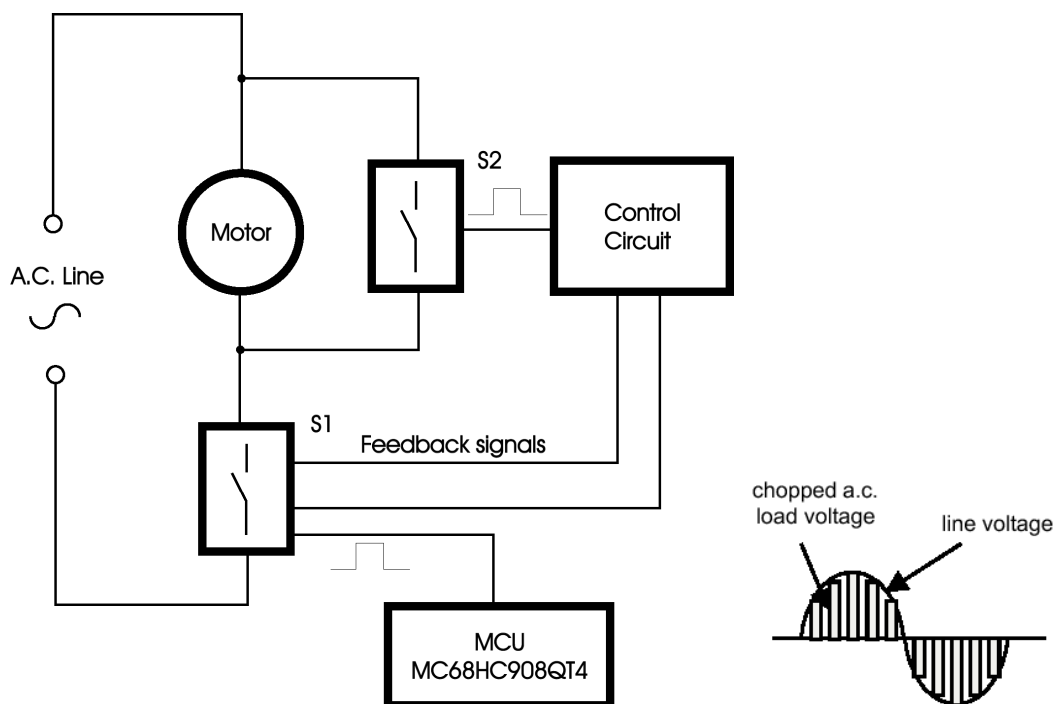 S2
Control
Circuit
Motor
A.C. Line
S1
Feedback signals
chopped a.c.
load voltage
line voltage
MCU
MC68HC908QT4